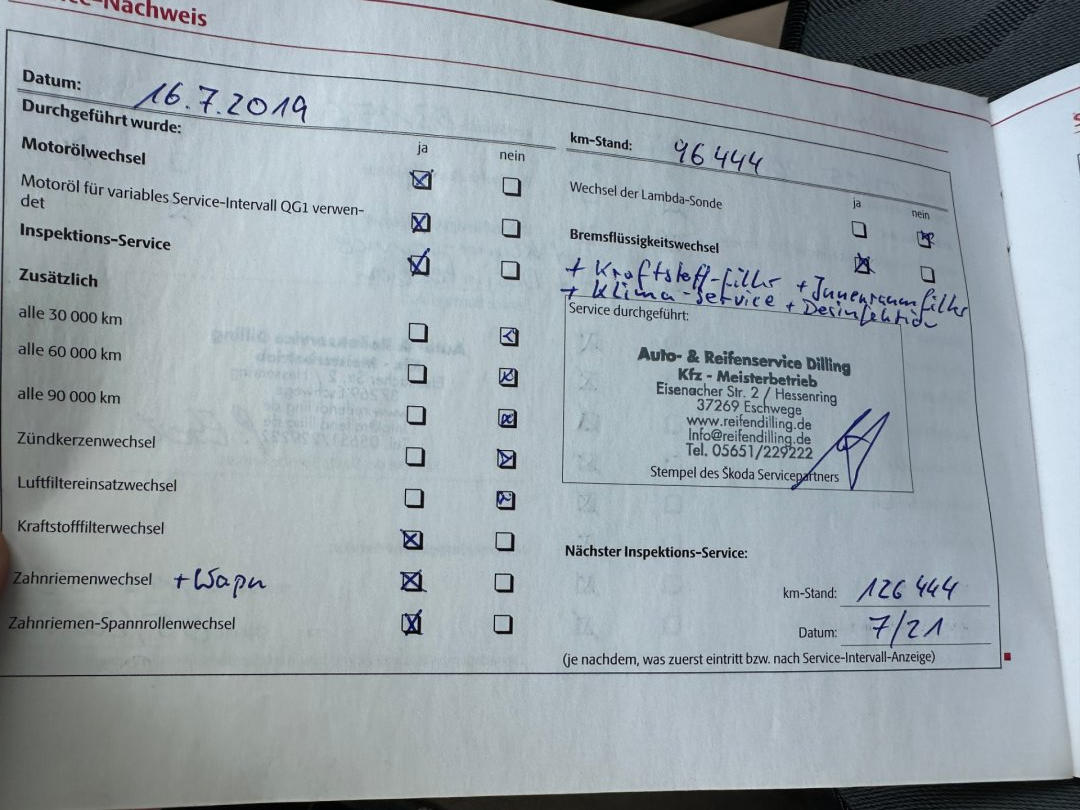 ce-Nachweis
Datum: 16.7.2019
Durchgeführt wurde:
ja nein
Motorölwechsel
Motoröl für variables Service-Intervall QG1 verwen-
det
Inspektions-Service
Zusätzlich
alle 30 000 km
alle 60 000 km
alle 90 000 km
Zündkerzenwechsel
Luftfiltereinsatzwechsel
Kraftstofffilterwechsel
Zahnriemenwechsel + Wapu
Zahnriemen-Spannrollenwechsel
km-Stand: 96 444
ja nein
Wechsel der Lambda-Sonde
Bremsflüssigkeitswechsel
+ Kraftstoff-filter + Innenraumfilter
+ Klima-Service + Desinfektion
Service durchgeführt:
Auto- & Reifenservice Dilling
Kfz - Meisterbetrieb
Eisenacher Str. 2 / Hessenring
37269 Eschwege
www.reifendilling.de
Info@reifendilling.de
Tel. 05651/229222
Stempel des Škoda Servicepartners
Nächster Inspektions-Service:
km-Stand: 126 444
Datum: 7/21
(je nachdem, was zuerst eintritt bzw. nach Service-Intervall-Anzeige)